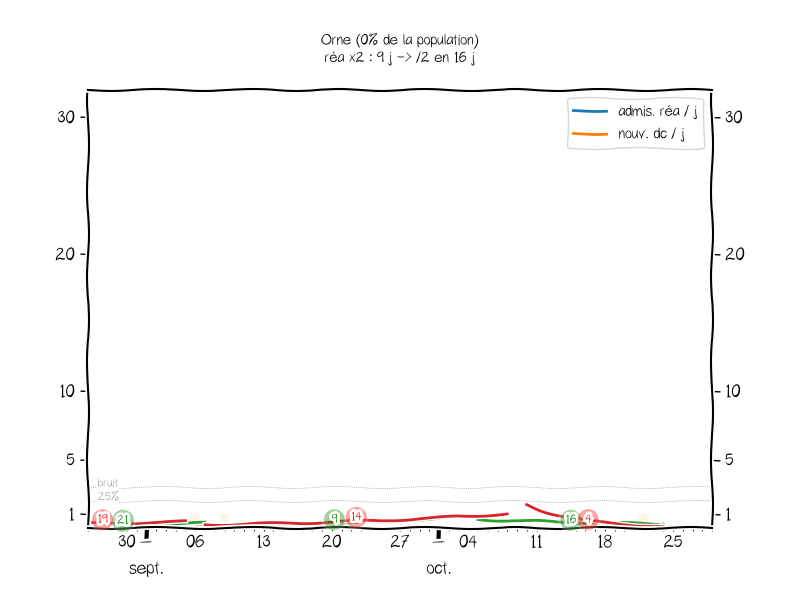 Orne (0% de la population)
réa x2 : 9 j -> /2 en 16 j
admis. réa / j
nouv. dc / j
30 30
20 20
10 10
5 5
bruit
25%
1 19 21 9 14 16 4 1
30 06 13 20 27 04 11 18 25
sept. oct.